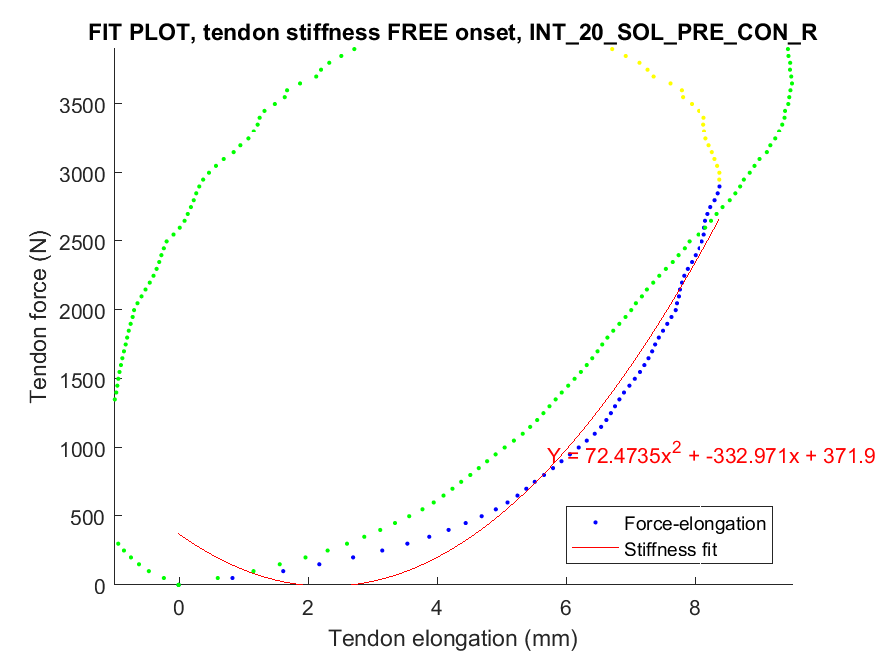 FIT PLOT, tendon stiffness FREE onset, INT_20_SOL_PRE_CON_R
3500
3000
2500
2000
1500
1000
500
0
Tendon force (N)
Y = 72.4735x² + -332.971x + 371.9
Force-elongation
Stiffness fit
0 2 4 6 8
Tendon elongation (mm)